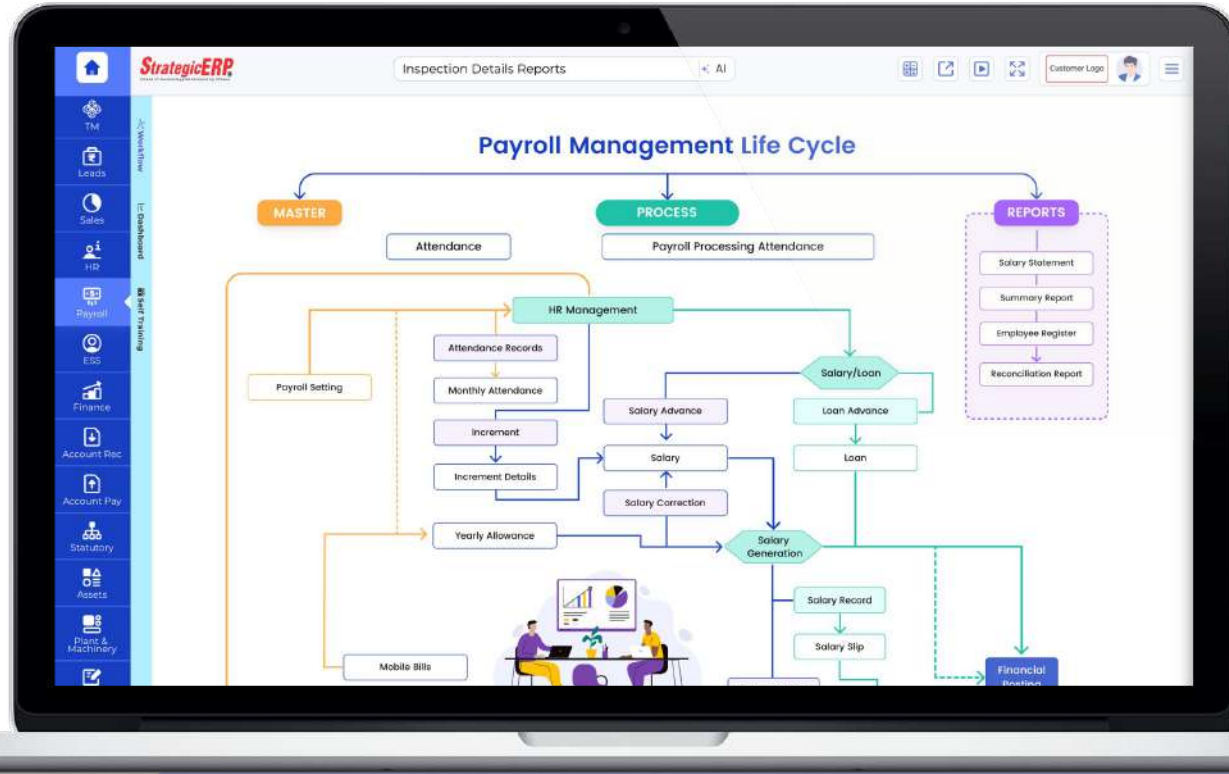 StrategicERP
Inspection Details Reports
AI
Customer Logo
TM
Leads
Sales
HR
Payroll
ESS
Finance
Account Rec
Account Pay
Statutory
Assets
Plant &
Machinery
Workflow
Dashboard
Self Training
Payroll Management Life Cycle
MASTER
PROCESS
REPORTS
Attendance
Payroll Processing Attendance
Salary Statement
Summary Report
Employee Register
Reconciliation Report
HR Management
Attendance Records
Payroll Setting
Monthly Attendance
Increment
Increment Details
Yearly Allowance
Salary/Loan
Salary Advance
Loan Advance
Salary
Loan
Salary Correction
Salary
Generation
Salary Record
Salary Slip
Mobile Bills
Financial
Posting